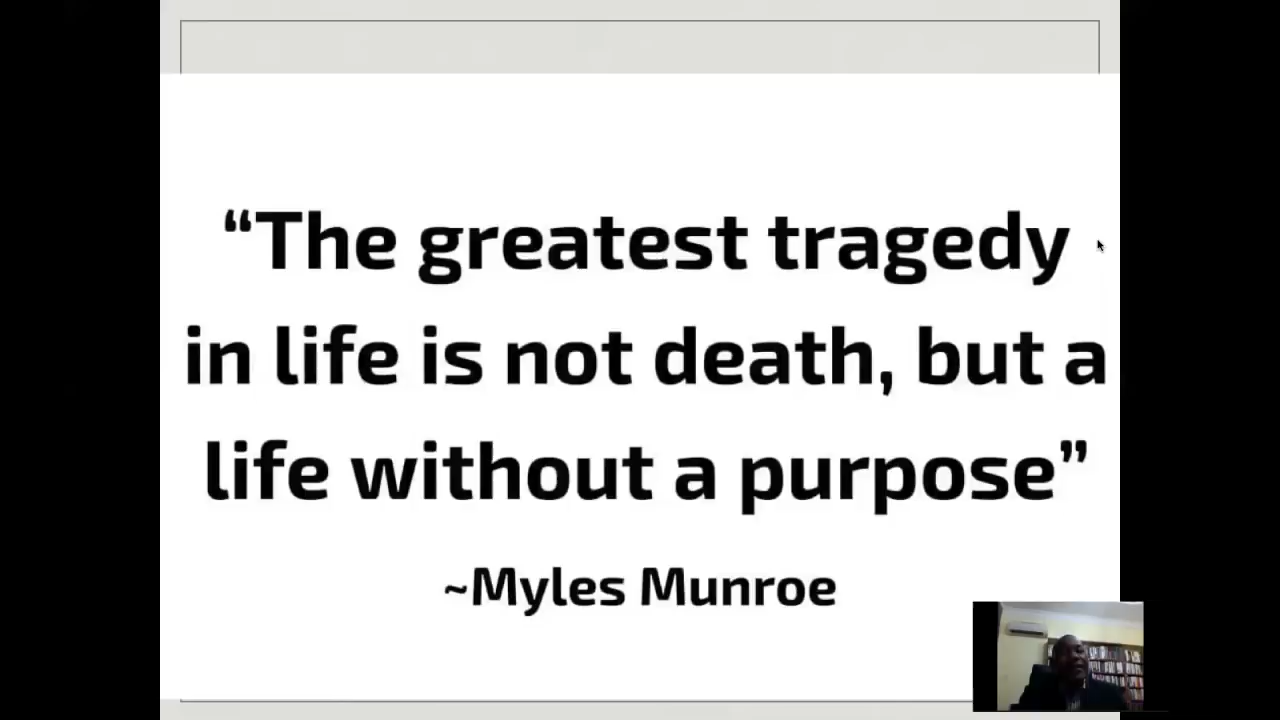 “The greatest tragedy
in life is not death, but a
life without a purpose”
~Myles Munroe